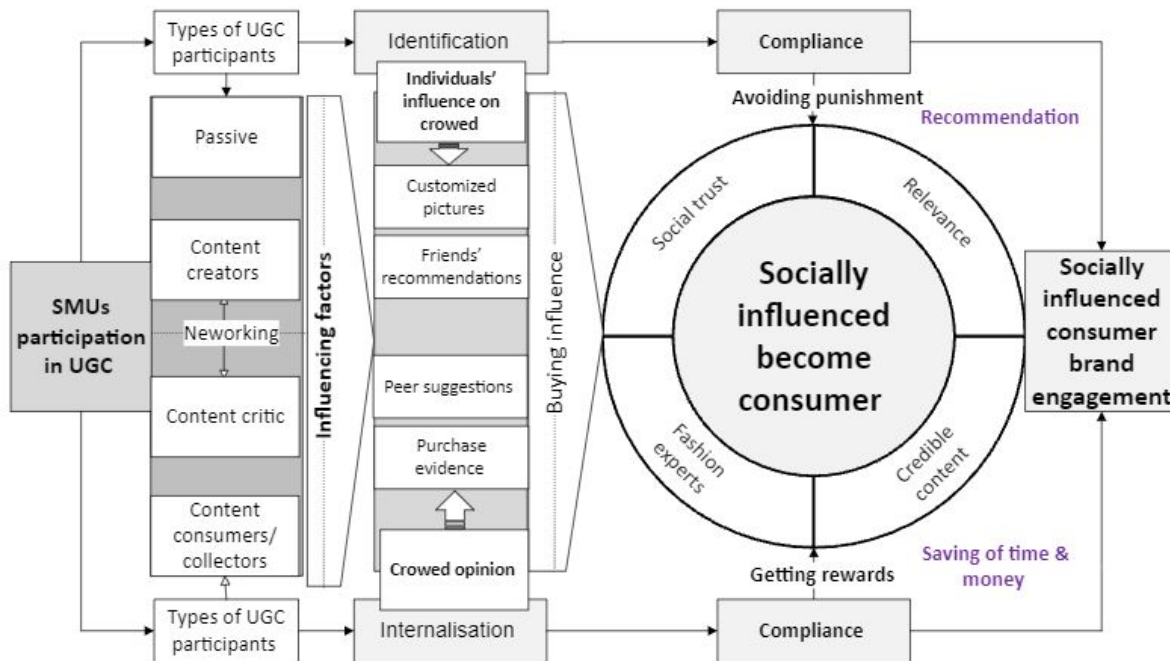 Types of UGC
participants
Identification
Compliance
Individuals'
influence on
crowed
Avoiding punishment
Recommendation
Passive
Customized
pictures
Social trust
Relevance
Content
creators
Friends'
recommendations
SMUs
participation
in UGC
Neworking
Influencing factors
Buying influence
Socially
influenced
become
consumer
Socially
influenced
consumer
brand
engagement
Content critic
Peer suggestions
Purchase
evidence
Fashion
experts
Credible
content
Content
consumers/
collectors
Crowed opinion
Getting rewards
Saving of time &
money
Types of UGC
participants
Internalisation
Compliance